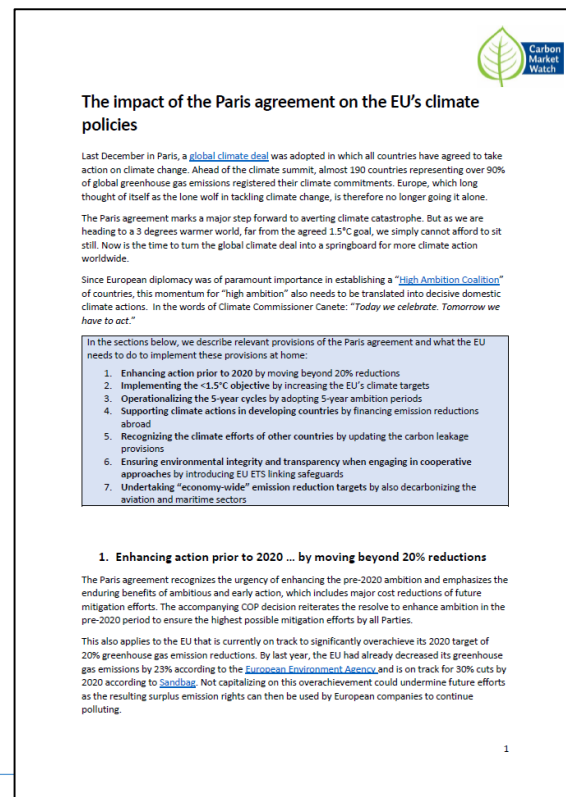 Carbon
Market
Watch
The impact of the Paris agreement on the EU's climate
policies
Last December in Paris, a global climate deal was adopted in which all countries have agreed to take
action on climate change. Ahead of the climate summit, almost 190 countries representing over 90%
of global greenhouse gas emissions registered their climate commitments. Europe, which long
thought of itself as the lone wolf in tackling climate change, is therefore no longer going it alone.
The Paris agreement marks a major step forward to averting climate catastrophe. But as we are
heading to a 3 degrees warmer world, far from the agreed 1.5°C goal, we simply cannot afford to sit
still. Now is the time to turn the global climate deal into a springboard for more climate action
worldwide.
Since European diplomacy was of paramount importance in establishing a “High Ambition Coalition”
of countries, this momentum for “high ambition” also needs to be translated into decisive domestic
climate actions. In the words of Climate Commissioner Canete: “Today we celebrate. Tomorrow we
have to act.”
In the sections below, we describe relevant provisions of the Paris agreement and what the EU
needs to do to implement these provisions at home:
1. Enhancing action prior to 2020 by moving beyond 20% reductions
2. Implementing the <1.5°C objective by increasing the EU's climate targets
3. Operationalizing the 5-year cycles by adopting 5-year ambition periods
4. Supporting climate actions in developing countries by financing emission reductions
abroad
5. Recognizing the climate efforts of other countries by updating the carbon leakage
provisions
6. Ensuring environmental integrity and transparency when engaging in cooperative
approaches by introducing EU ETS linking safeguards
7. Undertaking “economy-wide” emission reduction targets by also decarbonizing the
aviation and maritime sectors
1. Enhancing action prior to 2020 ... by moving beyond 20% reductions
The Paris agreement recognizes the urgency of enhancing the pre-2020 ambition and emphasizes the
enduring benefits of ambitious and early action, which includes major cost reductions of future
mitigation efforts. The accompanying COP decision reiterates the resolve to enhance ambition in the
pre-2020 period to ensure the highest possible mitigation efforts by all Parties.
This also applies to the EU that is currently on track to significantly overachieve its 2020 target of
20% greenhouse gas emission reductions. By last year, the EU had already decreased its greenhouse
gas emissions by 23% according to the European Environment Agency and is on track for 30% cuts by
2020 according to Sandbag. Not capitalizing on this overachievement could undermine future efforts
as the resulting surplus emission rights can then be used by European companies to continue
polluting.
1